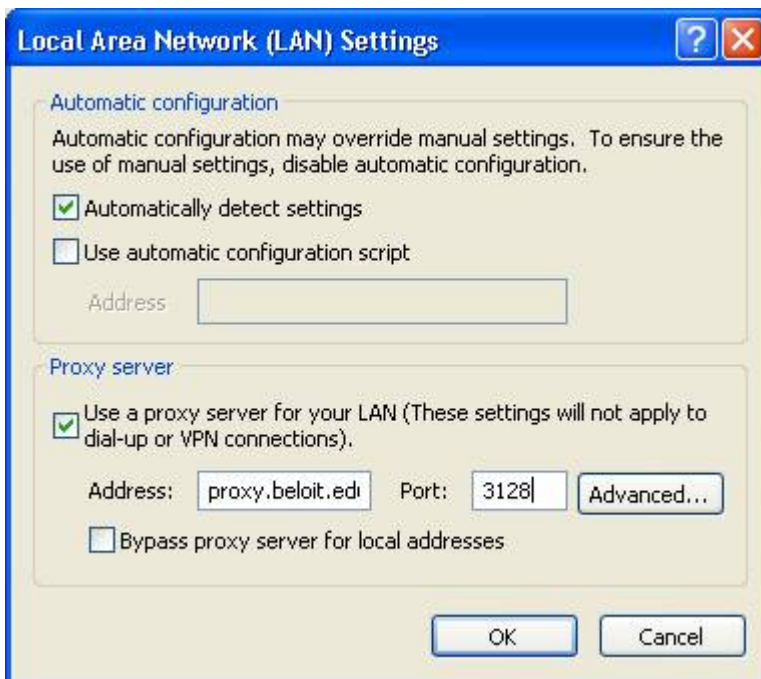 Local Area Network (LAN) Settings
?
Automatic configuration
Automatic configuration may override manual settings. To ensure the
use of manual settings, disable automatic configuration.
Automatically detect settings
Use automatic configuration script
Address
Proxy server
Use a proxy server for your LAN (These settings will not apply to
dial-up or VPN connections).
Address: proxy.beloit.edu Port: 3128 Advanced...
Bypass proxy server for local addresses
OK Cancel